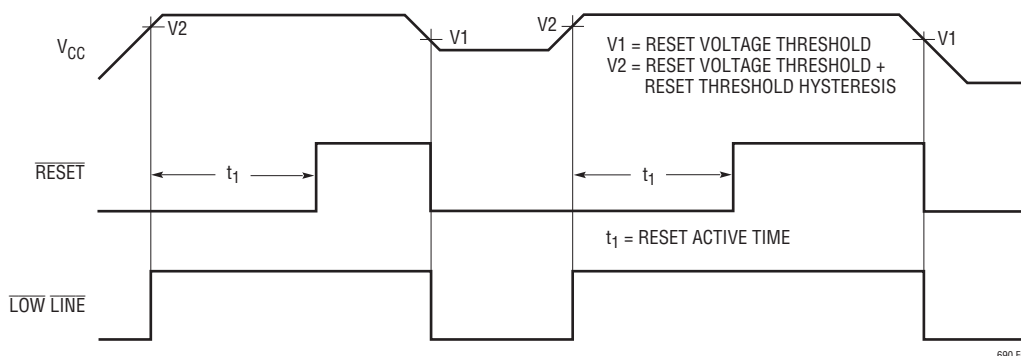 V2
V1
V2
V1
VCC
V1 = RESET VOLTAGE THRESHOLD
V2 = RESET VOLTAGE THRESHOLD +
RESET THRESHOLD HYSTERESIS
RESET
t1
t1
t1 = RESET ACTIVE TIME
LOW LINE